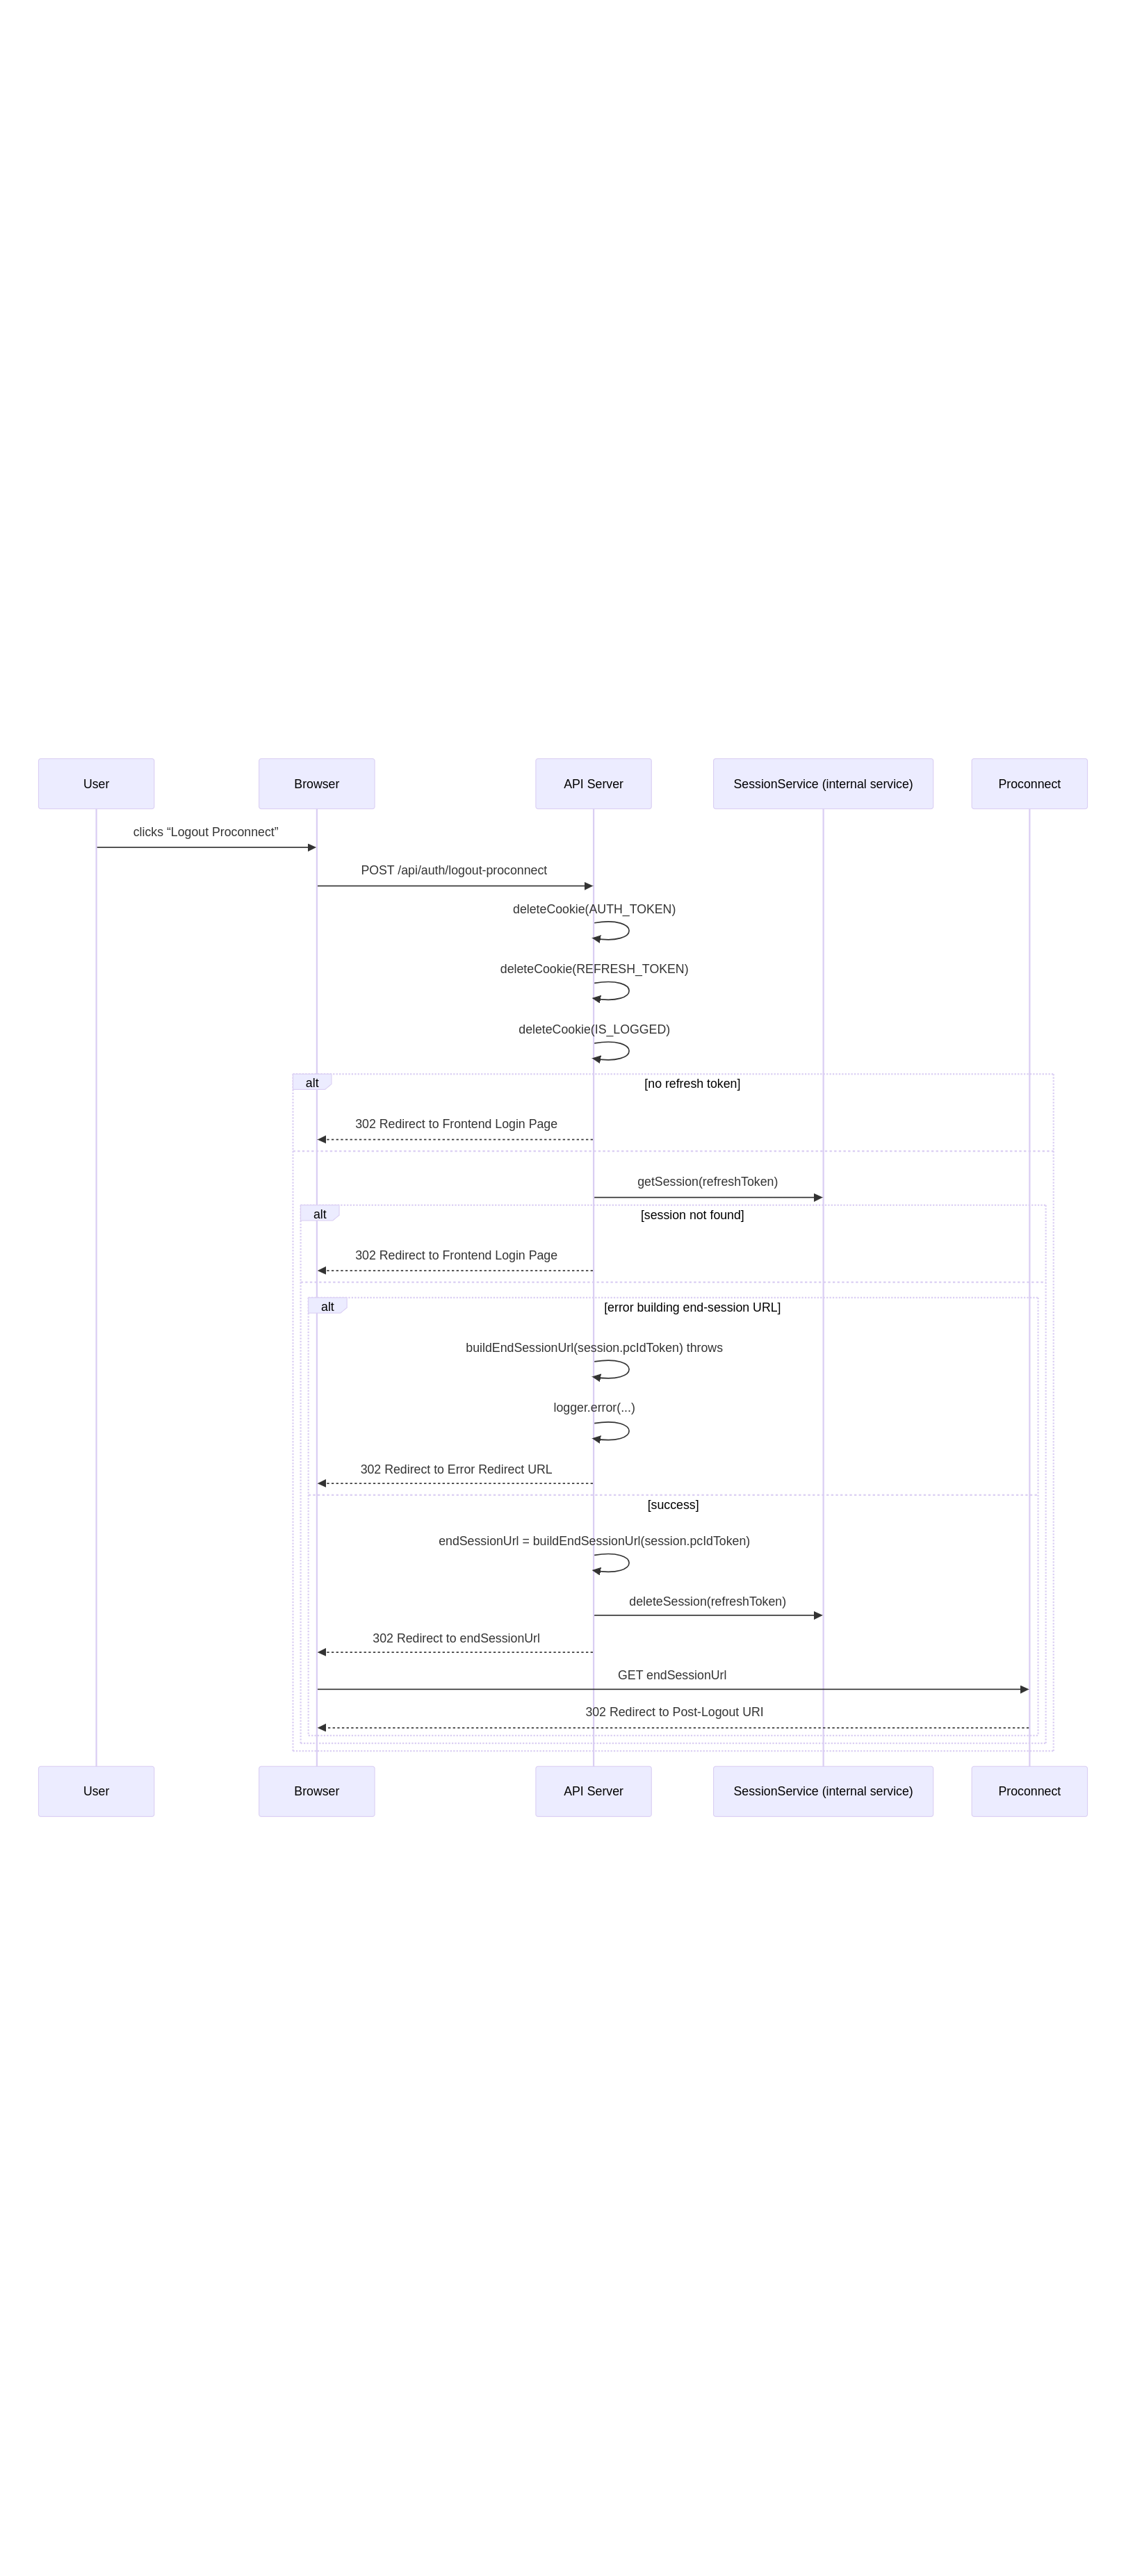 User
Browser
API Server
SessionService (internal service)
Proconnect
clicks “Logout Proconnect”
POST /api/auth/logout-proconnect
deleteCookie(AUTH_TOKEN)
deleteCookie(REFRESH_TOKEN)
deleteCookie(IS_LOGGED)
alt
[no refresh token]
302 Redirect to Frontend Login Page
getSession(refreshToken)
alt
[session not found]
302 Redirect to Frontend Login Page
alt
[error building end-session URL]
buildEndSessionUrl(session.pcIdToken) throws
logger.error(...)
302 Redirect to Error Redirect URL
[success]
endSessionUrl = buildEndSessionUrl(session.pcIdToken)
deleteSession(refreshToken)
302 Redirect to endSessionUrl
GET endSessionUrl
302 Redirect to Post-Logout URI
User
Browser
API Server
SessionService (internal service)
Proconnect